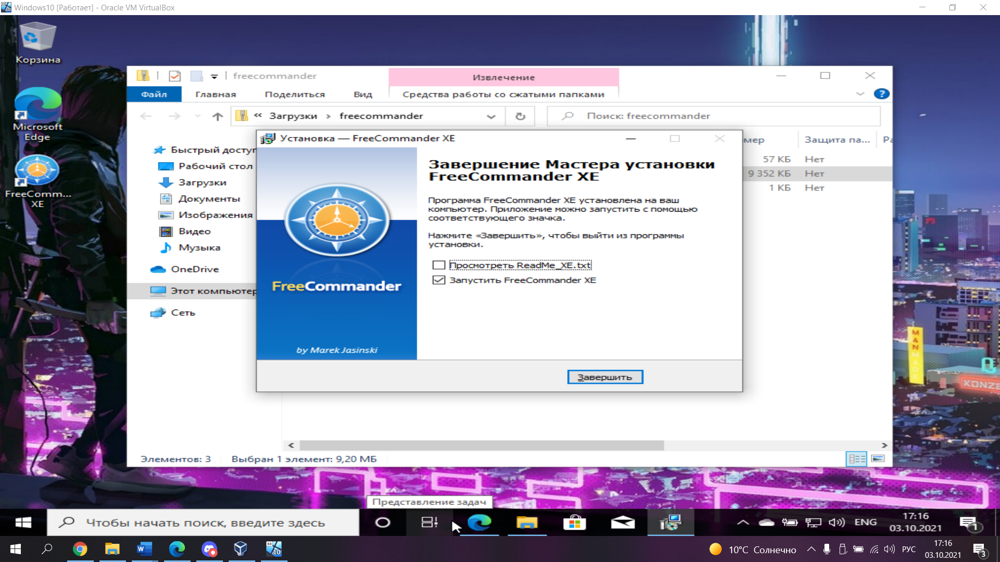 Windows10 [Работает] - Oracle VM VirtualBox
Корзина
Microsoft
Edge
FreeComm...
XE
freecommander
Извлечение
Файл
Главная
Поделиться
Вид
Средства работы со сжатыми папками
?
« Загрузки › freecommander
Поиск: freecommander
Быстрый доступ
Рабочий стол
Загрузки
Документы
Изображения
Видео
Музыка
OneDrive
Этот компьютер
Сеть
мер
Защита па...
Ра
57 КБ Нет
9 352 КБ Нет
1 КБ Нет
Установка — FreeCommander XE
Завершение Мастера установки
FreeCommander XE
Программа FreeCommander XE установлена на ваш
компьютер. Приложение можно запустить с помощью
соответствующего значка.
Нажмите «Завершить», чтобы выйти из программы
установки.
Просмотреть ReadMe_XE.txt
Запустить FreeCommander XE
FreeCommander
by Marek Jasinski
Завершить
Элементов: 3
Выбран 1 элемент: 9,20 МБ
MANMADE
KONZE
Представление задач
Чтобы начать поиск, введите здесь
ENG
17:16
03.10.2021
1
W
64
10
10°C Солнечно
РУС
17:16
03.10.2021
3